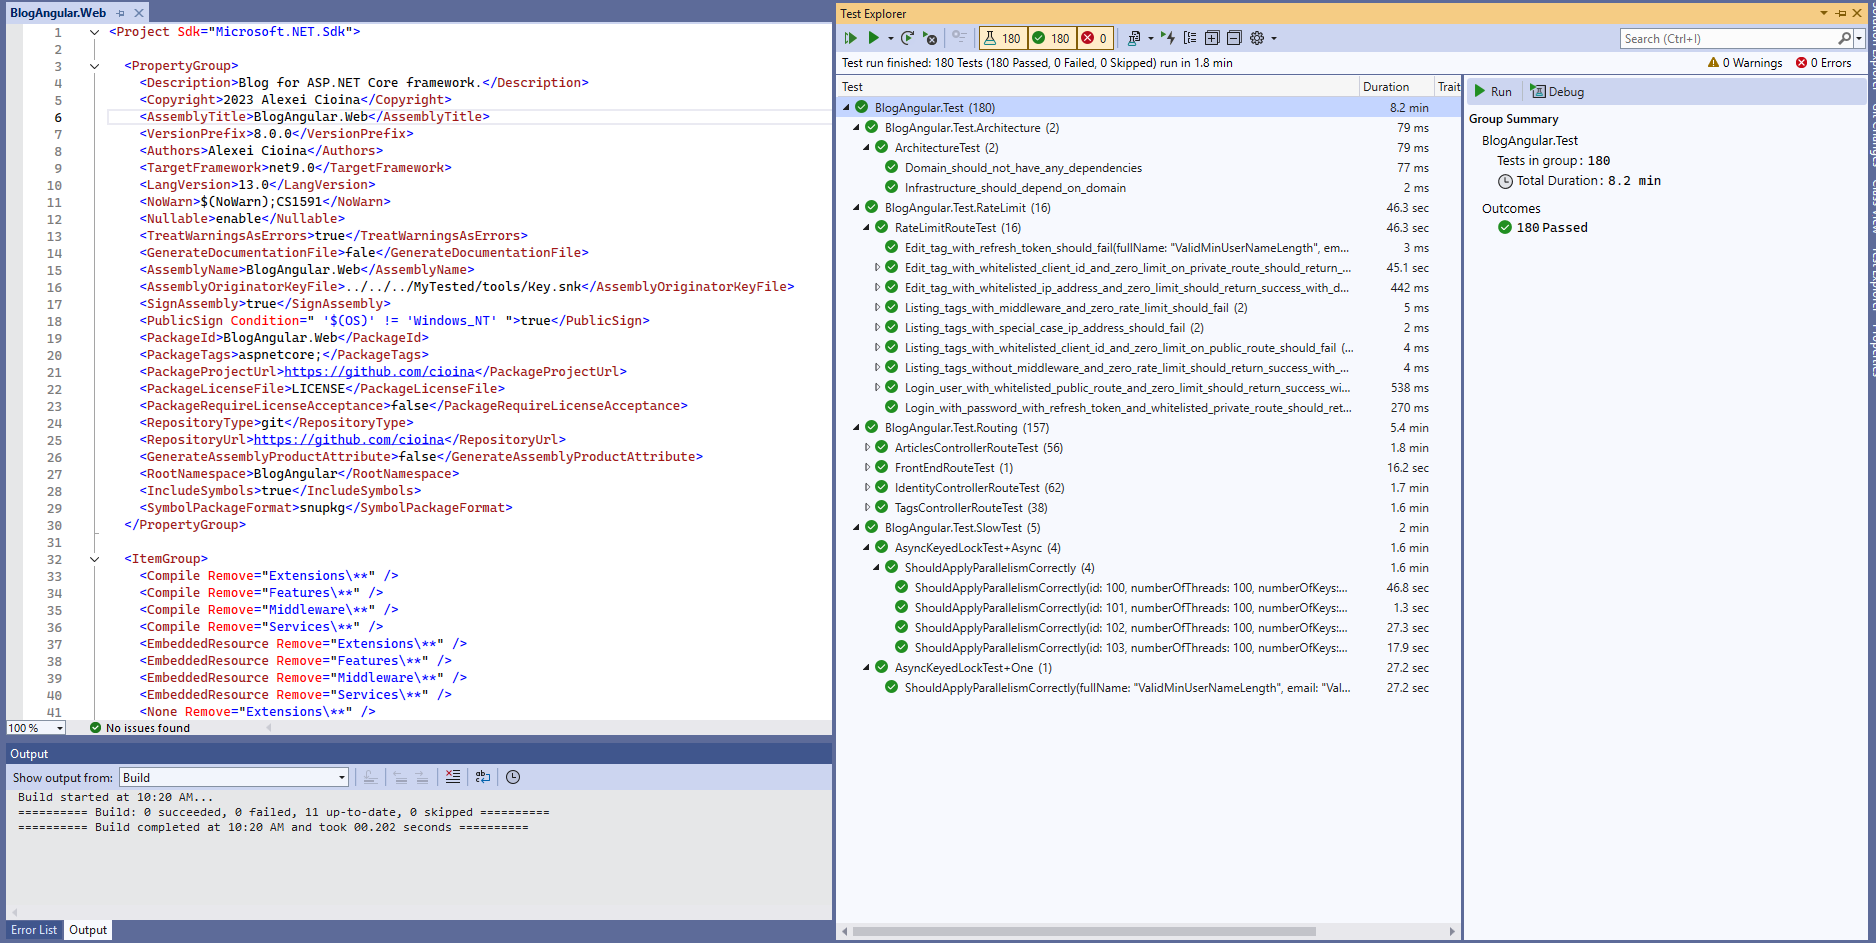 BlogAngular.Web
1 <Project Sdk="Microsoft.NET.Sdk">
2
3 <PropertyGroup>
4 <Description>Blog for ASP.NET Core framework.</Description>
5 <Copyright>2023 Alexei Cioina</Copyright>
6 <AssemblyTitle>BlogAngular.Web</AssemblyTitle>
7 <VersionPrefix>8.0.0</VersionPrefix>
8 <Authors>Alexei Cioina</Authors>
9 <TargetFramework>net9.0</TargetFramework>
10 <LangVersion>13.0</LangVersion>
11 <NoWarn>$(NoWarn);CS1591</NoWarn>
12 <Nullable>enable</Nullable>
13 <TreatWarningsAsErrors>true</TreatWarningsAsErrors>
14 <GenerateDocumentationFile>fale</GenerateDocumentationFile>
15 <AssemblyName>BlogAngular.Web</AssemblyName>
16 <AssemblyOriginatorKeyFile>../../../MyTested/tools/Key.snk</AssemblyOriginatorKeyFile>
17 <SignAssembly>true</SignAssembly>
18 <PublicSign Condition=" '$(OS)' != 'Windows_NT' ">true</PublicSign>
19 <PackageId>BlogAngular.Web</PackageId>
20 <PackageTags>aspnetcore;</PackageTags>
21 <PackageProjectUrl>https://github.com/cioina</PackageProjectUrl>
22 <PackageLicenseFile>LICENSE</PackageLicenseFile>
23 <PackageRequireLicenseAcceptance>false</PackageRequireLicenseAcceptance>
24 <RepositoryType>git</RepositoryType>
25 <RepositoryUrl>https://github.com/cioina</RepositoryUrl>
26 <GenerateAssemblyProductAttribute>false</GenerateAssemblyProductAttribute>
27 <RootNamespace>BlogAngular</RootNamespace>
28 <IncludeSymbols>true</IncludeSymbols>
29 <SymbolPackageFormat>snupkg</SymbolPackageFormat>
30 </PropertyGroup>
31
32 <ItemGroup>
33 <Compile Remove="Extensions\**" />
34 <Compile Remove="Features\**" />
35 <Compile Remove="Middleware\**" />
36 <Compile Remove="Services\**" />
37 <EmbeddedResource Remove="Extensions\**" />
38 <EmbeddedResource Remove="Features\**" />
39 <EmbeddedResource Remove="Middleware\**" />
40 <EmbeddedResource Remove="Services\**" />
41 <None Remove="Extensions\**" />
100 % No issues found
Output
Show output from: Build
Build started at 10:20 AM...
========== Build: 0 succeeded, 0 failed, 11 up-to-date, 0 skipped ==========
========== Build completed at 10:20 AM and took 00.202 seconds ==========
Error List Output
Test Explorer
180 180 0
Search (Ctrl+I)
Test run finished: 180 Tests (180 Passed, 0 Failed, 0 Skipped) run in 1.8 min 0 Warnings 0 Errors
Test Duration Trait
BlogAngular.Test (180) 8.2 min
BlogAngular.Test.Architecture (2) 79 ms
ArchitectureTest (2) 79 ms
Domain_should_not_have_any_dependencies 77 ms
Infrastructure_should_depend_on_domain 2 ms
BlogAngular.Test.RateLimit (16) 46.3 sec
RateLimitRouteTest (16) 46.3 sec
Edit_tag_with_refresh_token_should_fail(fullName: "ValidMinUserNameLength", em... 3 ms
Edit_tag_with_whitelisted_client_id_and_zero_limit_on_private_route_should_return_... 45.1 sec
Edit_tag_with_whitelisted_ip_address_and_zero_limit_should_return_success_with_d... 442 ms
Listing_tags_with_middleware_and_zero_rate_limit_should_fail (2) 5 ms
Listing_tags_with_special_case_ip_address_should_fail (2) 2 ms
Listing_tags_with_whitelisted_client_id_and_zero_limit_on_public_route_should_fail (... 4 ms
Listing_tags_without_middleware_and_zero_rate_limit_should_return_success_with_... 4 ms
Login_user_with_whitelisted_public_route_and_zero_limit_should_return_success_wi... 538 ms
Login_with_password_with_refresh_token_and_whitelisted_private_route_should_ret... 270 ms
BlogAngular.Test.Routing (157) 5.4 min
ArticlesControllerRouteTest (56) 1.8 min
FrontEndRouteTest (1) 16.2 sec
IdentityControllerRouteTest (62) 1.7 min
TagsControllerRouteTest (38) 1.6 min
BlogAngular.Test.SlowTest (5) 2 min
AsyncKeyedLockTest+Async (4) 1.6 min
ShouldApplyParallelismCorrectly (4) 1.6 min
ShouldApplyParallelismCorrectly(id: 100, numberOfThreads: 100, numberOfKeys:... 46.8 sec
ShouldApplyParallelismCorrectly(id: 101, numberOfThreads: 100, numberOfKeys:... 1.3 sec
ShouldApplyParallelismCorrectly(id: 102, numberOfThreads: 100, numberOfKeys:... 27.3 sec
ShouldApplyParallelismCorrectly(id: 103, numberOfThreads: 100, numberOfKeys:... 17.9 sec
AsyncKeyedLockTest+One (1) 27.2 sec
ShouldApplyParallelismCorrectly(fullName: "ValidMinUserNameLength", email: "Val... 27.2 sec
Run Debug
Group Summary
BlogAngular.Test
Tests in group: 180
Total Duration: 8.2 min
Outcomes
180 Passed